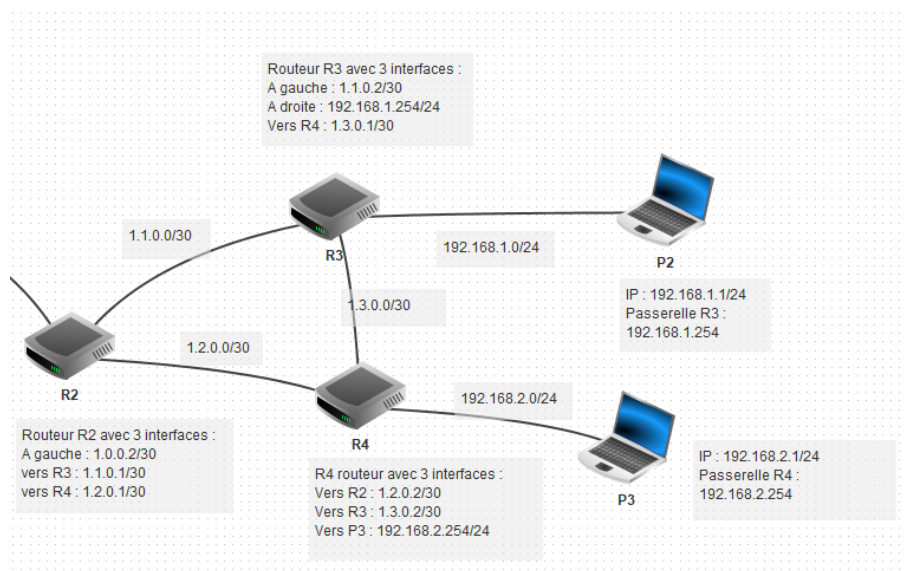 Routeur R3 avec 3 interfaces :
A gauche : 1.1.0.2/30
A droite : 192.168.1.254/24
Vers R4 : 1.3.0.1/30
1.1.0.0/30
R3
192.168.1.0/24
P2
IP : 192.168.1.1/24
Passerelle R3 :
192.168.1.254
1.3.0.0/30
1.2.0.0/30
R2
192.168.2.0/24
R4
Routeur R2 avec 3 interfaces :
A gauche : 1.0.0.2/30
vers R3 : 1.1.0.1/30
vers R4 : 1.2.0.1/30
R4 routeur avec 3 interfaces :
Vers R2 : 1.2.0.2/30
Vers R3 : 1.3.0.2/30
Vers P3 : 192.168.2.254/24
P3
IP : 192.168.2.1/24
Passerelle R4 :
192.168.2.254